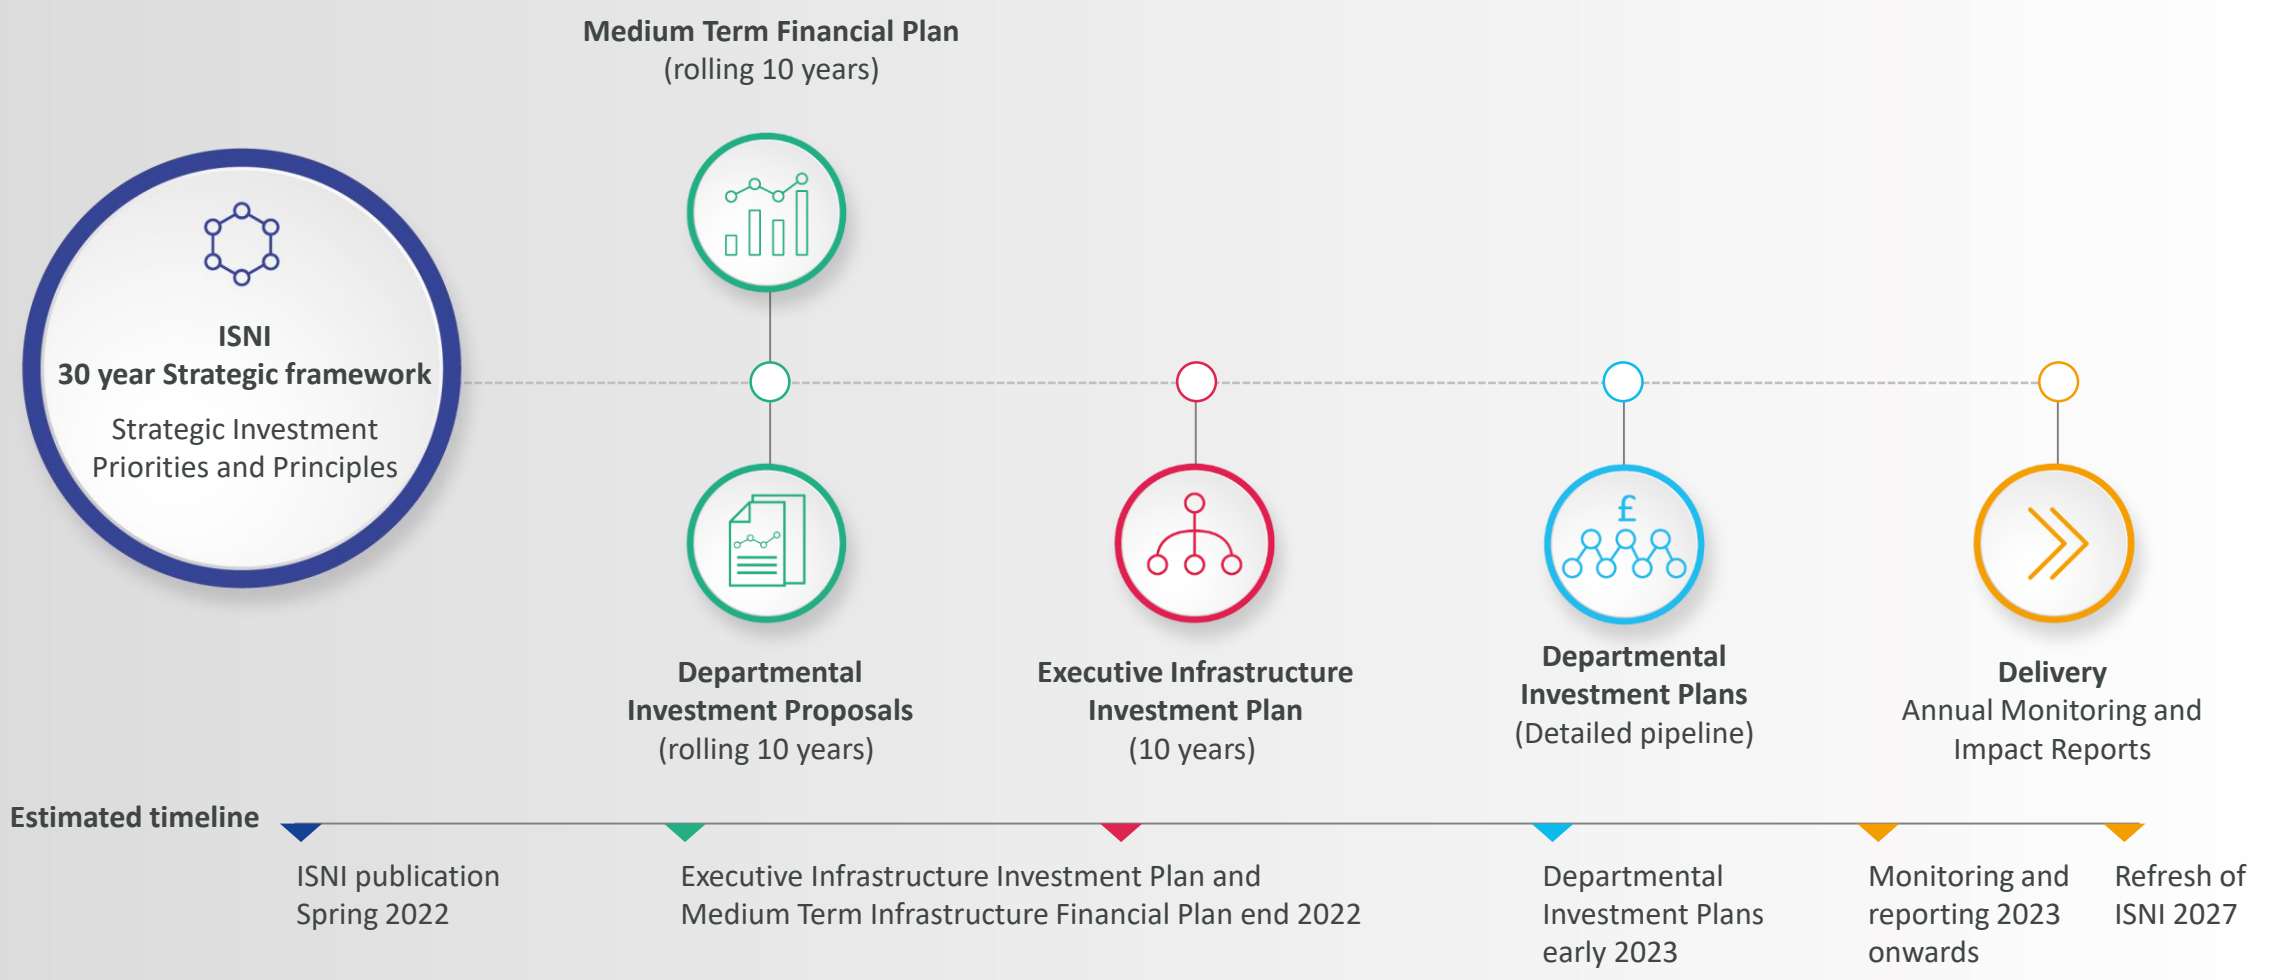 Medium Term Financial Plan
(rolling 10 years)
ISNI
30 year Strategic framework
Strategic Investment
Priorities and Principles
£
Departmental
Investment Proposals
(rolling 10 years)
Executive Infrastructure
Investment Plan
(10 years)
Departmental
Investment Plans
(Detailed pipeline)
Delivery
Annual Monitoring and
Impact Reports
Estimated timeline
ISNI publication
Spring 2022
Executive Infrastructure Investment Plan and
Medium Term Infrastructure Financial Plan end 2022
Departmental
Investment Plans
early 2023
Monitoring and
reporting 2023
onwards
Refresh of
ISNI 2027